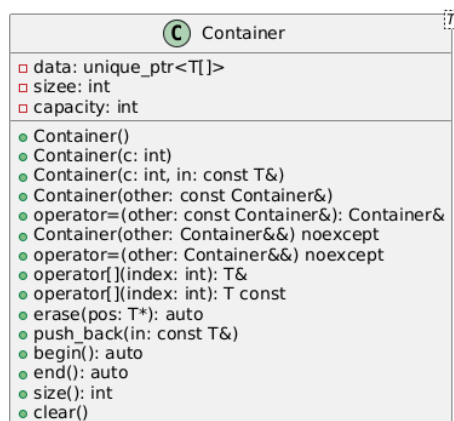 T
C Container
data: unique_ptr<T[]>
sizee: int
capacity: int
Container()
Container(c: int)
Container(c: int, in: const T&)
Container(other: const Container&)
operator=(other: const Container&): Container&
Container(other: Container&&) noexcept
operator=(other: Container&&) noexcept
operator[](index: int): T&
operator[](index: int): T const
erase(pos: T*): auto
push_back(in: const T&)
begin(): auto
end(): auto
size(): int
clear()